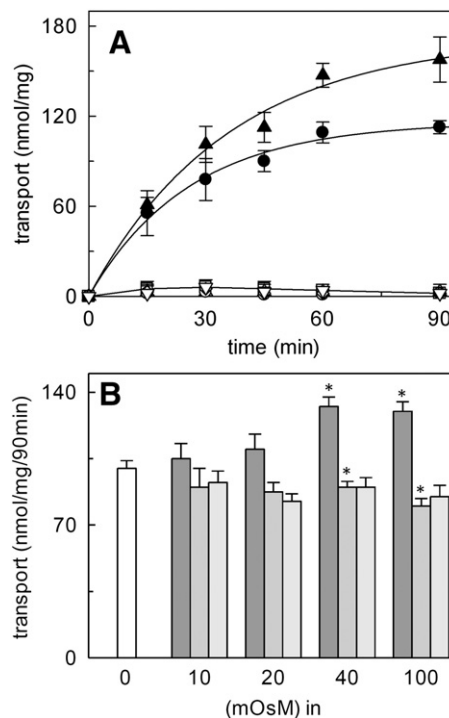 A
transport (nmol/mg)
180
120
60
0
0 30 60 90
time (min)
B
transport (nmol/mg/90min)
140
70
0
* *
* *
0 10 20 40 100
(mOsM) in